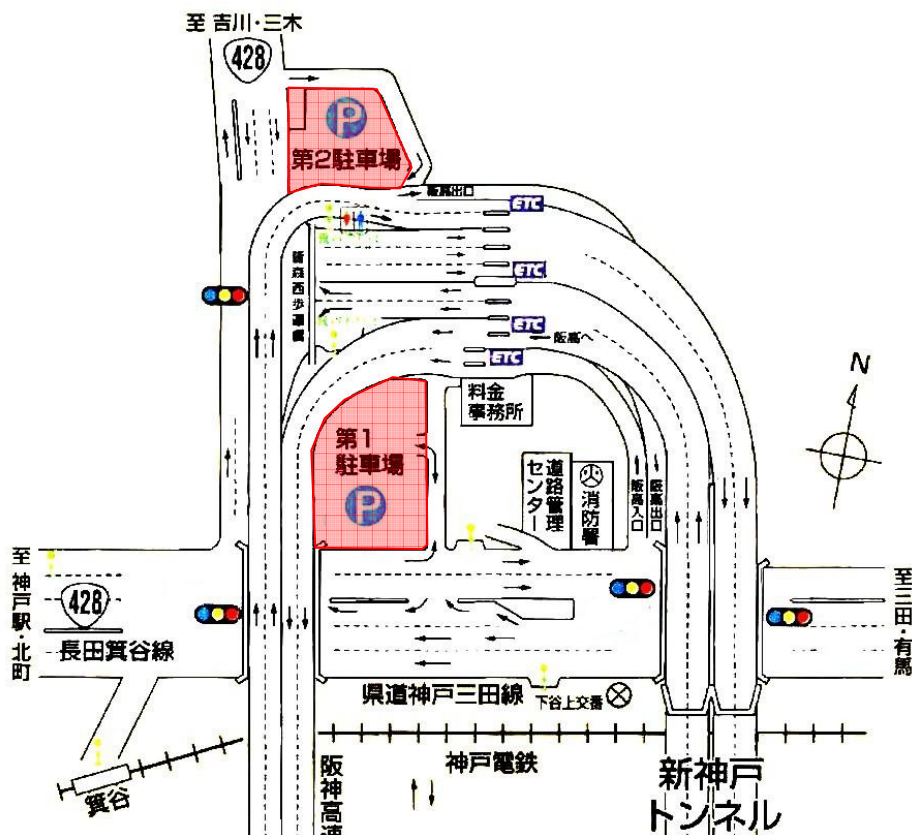 至 吉川・三木
428
P
第2駐車場
阪高出口
ETC
箕森西歩道橋
ETC
ETC
阪高へ
ETC
料金
事務所
N
第1
駐車場
P
道路管理
センター
消防署
阪高入口
阪高出口
至 神戸駅・北町
428
長田箕谷線
至 三田・有馬
県道神戸三田線
下谷上交番
箕谷
阪神高速
神戸電鉄
新神戸
トンネル